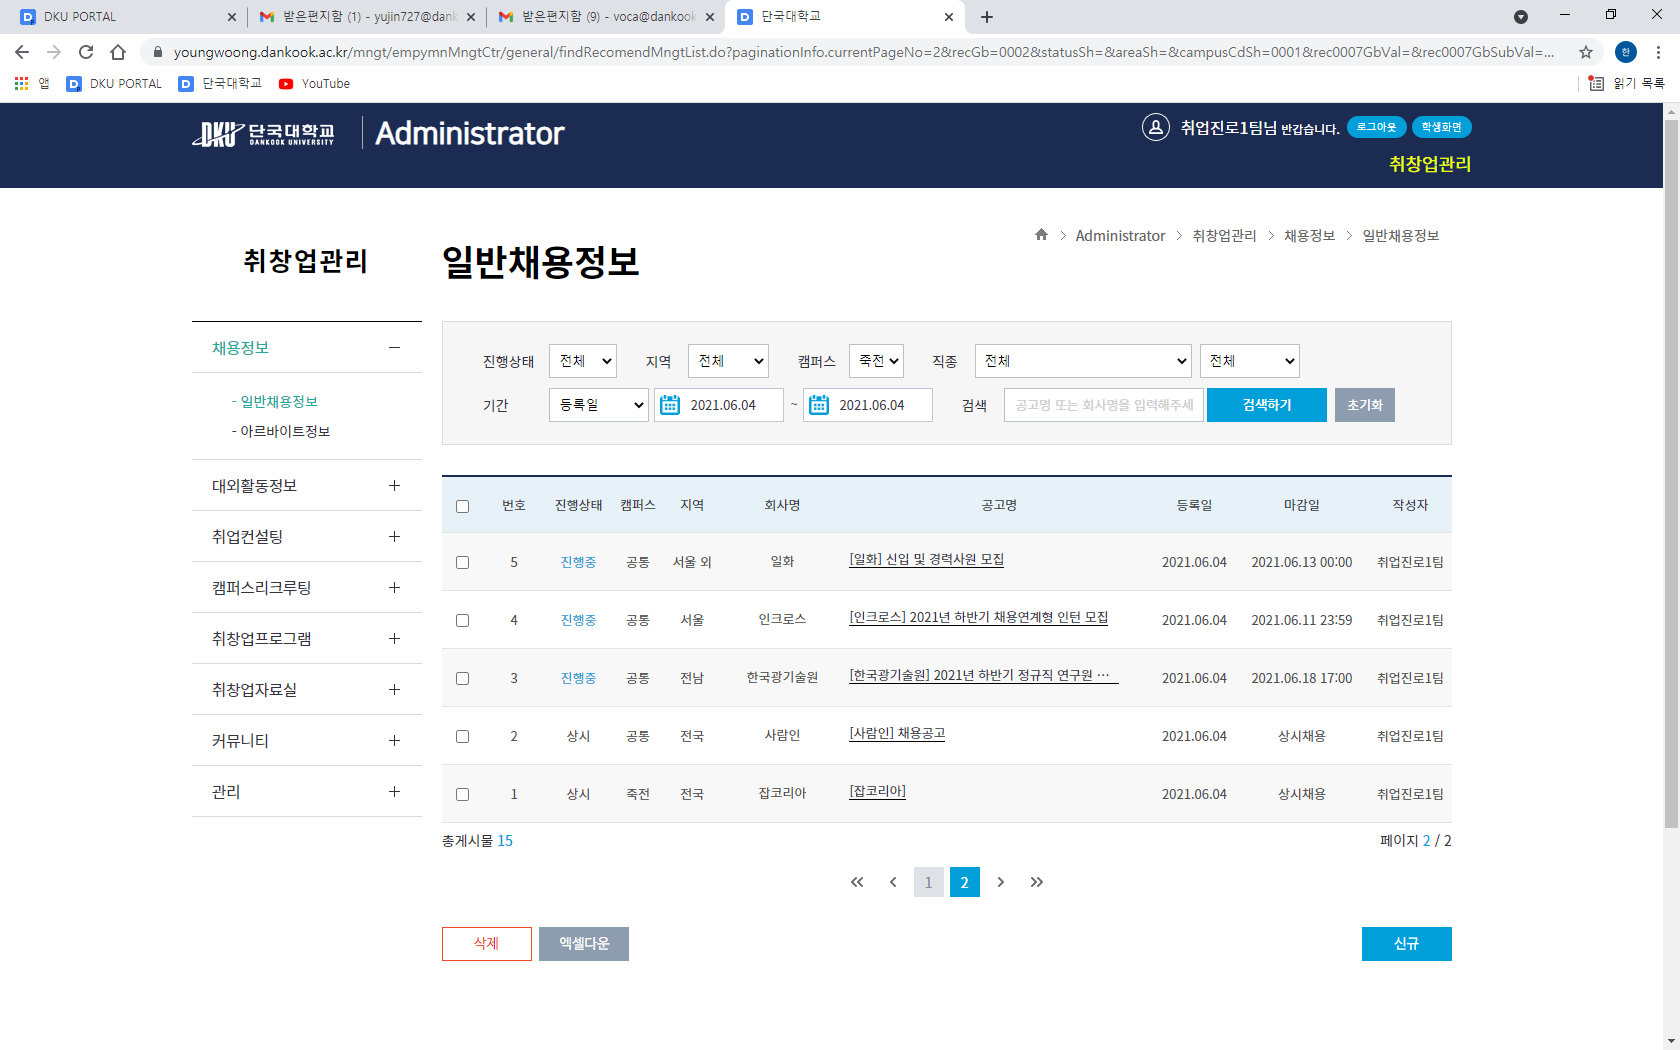 DKU PORTAL
받은편지함 (1) - yujin727@dank
받은편지함 (9) - voca@dankook
단국대학교
youngwoong.dankook.ac.kr/mngt/empymnMngtCtr/general/findRecomendMngtList.do?paginationInfo.currentPageNo=2&recGb=0002&statusSh=&areaSh=&campusCdSh=0001&rec0007GbVal=&rec0007GbSubVal=...
한
앱 DKU PORTAL 단국대학교 YouTube 읽기 목록
DKU 단국대학교 DANKOOK UNIVERSITY Administrator
취업진로1팀님 반갑습니다. 로그아웃 학생화면
취창업관리
Administrator > 취창업관리 > 채용정보 > 일반채용정보
취창업관리
일반채용정보
채용정보
- 일반채용정보
- 아르바이트정보
대외활동정보
취업컨설팅
캠퍼스리크루팅
취창업프로그램
취창업자료실
커뮤니티
관리
진행상태 전체 지역 전체 캠퍼스 죽전 직종 전체 전체
기간 등록일 2021.06.04 ~ 2021.06.04 검색 공고명 또는 회사명을 입력해주세 검색하기 초기화
번호 진행상태 캠퍼스 지역 회사명 공고명 등록일 마감일 작성자
5 진행중 공통 서울 외 일화 [일화] 신입 및 경력사원 모집 2021.06.04 2021.06.13 00:00 취업진로1팀
4 진행중 공통 서울 인크로스 [인크로스] 2021년 하반기 채용연계형 인턴 모집 2021.06.04 2021.06.11 23:59 취업진로1팀
3 진행중 공통 전남 한국광기술원 [한국광기술원] 2021년 하반기 정규직 연구원 ... 2021.06.04 2021.06.18 17:00 취업진로1팀
2 상시 공통 전국 사람인 [사람인] 채용공고 2021.06.04 상시채용 취업진로1팀
1 상시 죽전 전국 잡코리아 [잡코리아] 2021.06.04 상시채용 취업진로1팀
총게시물 15 페이지 2 / 2
1 2
삭제 엑셀다운 신규